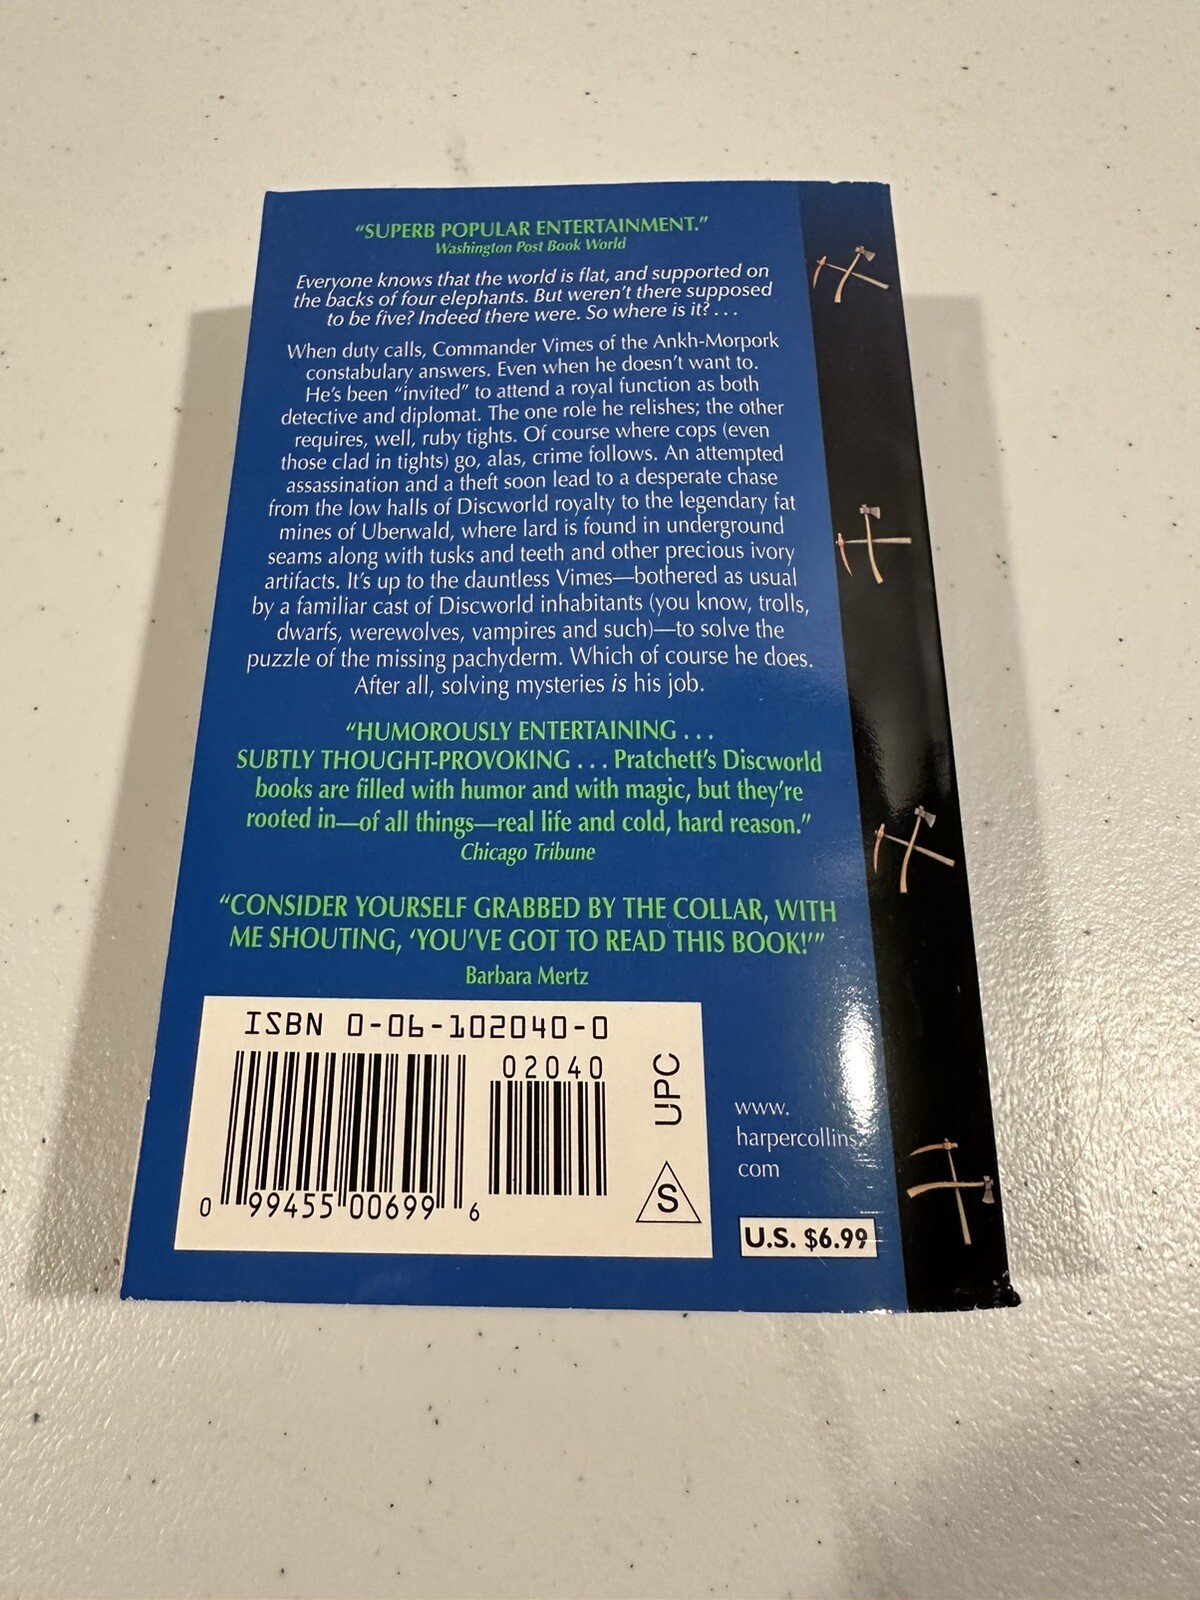 “SUPERB POPULAR ENTERTAINMENT.”
Washington Post Book World
Everyone knows that the world is flat, and supported on
the backs of four elephants. But weren’t there supposed
to be five? Indeed there were. So where is it? . . .
When duty calls, Commander Vimes of the Ankh-Morpork
constabulary answers. Even when he doesn’t want to.
He’s been “invited” to attend a royal function as both
detective and diplomat. The one role he relishes; the other
requires, well, ruby tights. Of course where cops (even
those clad in tights) go, alas, crime follows. An attempted
assassination and a theft soon lead to a desperate chase
from the low halls of Discworld royalty to the legendary fat
mines of Uberwald, where lard is found in underground
seams along with tusks and teeth and other precious ivory
artifacts. It’s up to the dauntless Vimes—bothered as usual
by a familiar cast of Discworld inhabitants (you know, trolls,
dwarfs, werewolves, vampires and such)—to solve the
puzzle of the missing pachyderm. Which of course he does.
After all, solving mysteries is his job.
“HUMOROUSLY ENTERTAINING . . .
SUBTLY THOUGHT-PROVOKING . . . Pratchett’s Discworld
books are filled with humor and with magic, but they’re
rooted in—of all things—real life and cold, hard reason.”
Chicago Tribune
“CONSIDER YOURSELF GRABBED BY THE COLLAR, WITH
ME SHOUTING, ‘YOU’VE GOT TO READ THIS BOOK!’”
Barbara Mertz
ISBN 0-06-102040-0
02040
0 99455 00699 6
UPC
S
www.
harpercollins.
com
U.S. $6.99